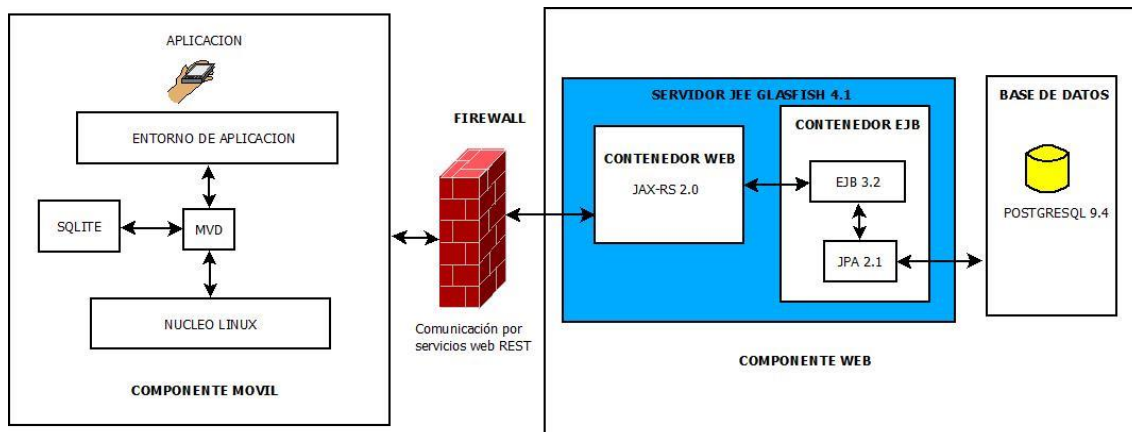 APLICACION
ENTORNO DE APLICACION
SQLITE
MVD
NUCLEO LINUX
COMPONENTE MOVIL
FIREWALL
Comunicación por
servicios web REST
SERVIDOR JEE GLASFISH 4.1
CONTENEDOR WEB
JAX-RS 2.0
CONTENEDOR EJB
EJB 3.2
JPA 2.1
BASE DE DATOS
POSTGRESQL 9.4
COMPONENTE WEB